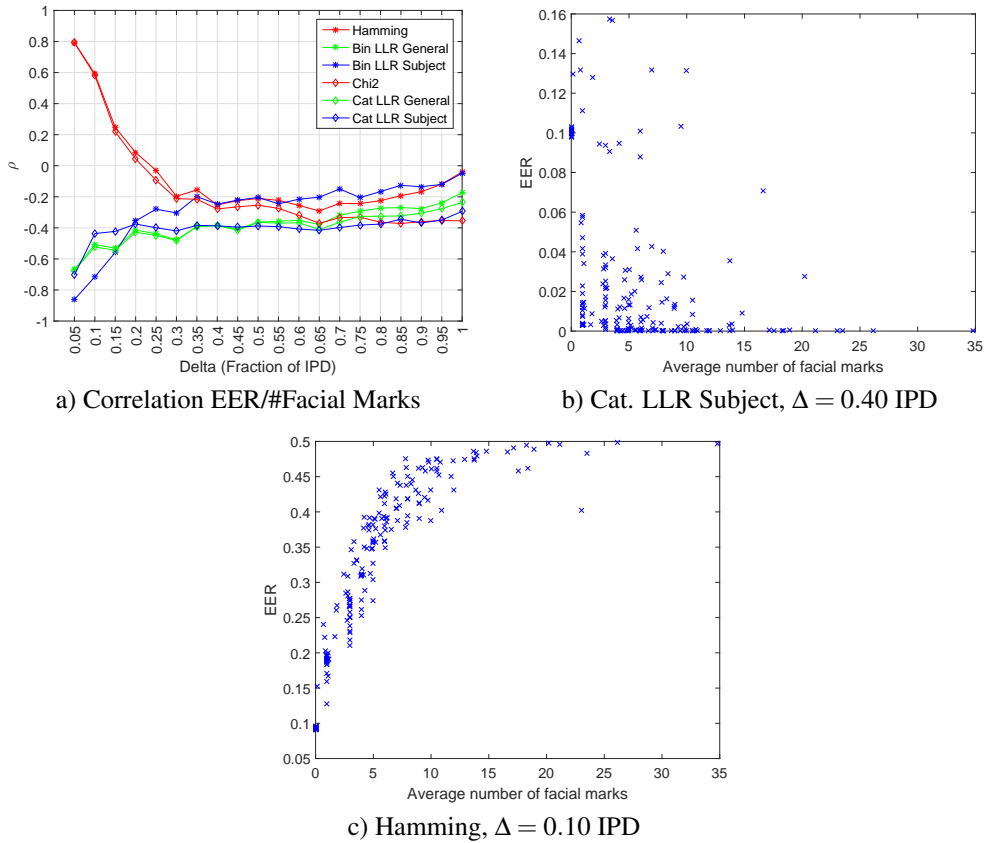 Hamming
Bin LLR General
Bin LLR Subject
Chi2
Cat LLR General
Cat LLR Subject
1
0.8
0.6
0.4
0.2
0
-0.2
-0.4
-0.6
-0.8
-1
ρ
0.05 0.1 0.15 0.2 0.25 0.3 0.35 0.4 0.45 0.5 0.55 0.6 0.65 0.7 0.75 0.8 0.85 0.9 0.95 1
Delta (Fraction of IPD)
a) Correlation EER/#Facial Marks
0.16
0.14
0.12
0.1
0.08
0.06
0.04
0.02
0
EER
0 5 10 15 20 25 30 35
Average number of facial marks
b) Cat. LLR Subject, Δ = 0.40 IPD
0.5
0.45
0.4
0.35
0.3
0.25
0.2
0.15
0.1
0.05
EER
0 5 10 15 20 25 30 35
Average number of facial marks
c) Hamming, Δ = 0.10 IPD